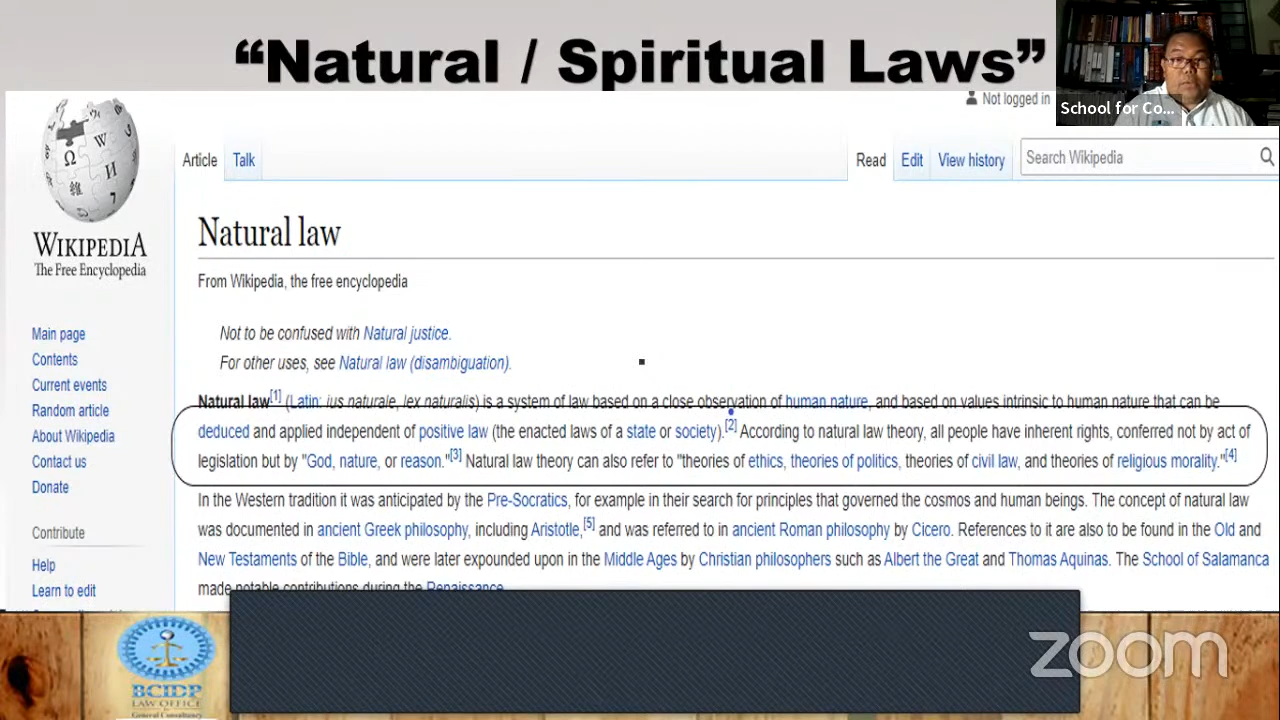 “Natural / Spiritual Laws”
School for Co...
Not logged in
Article Talk Read Edit View history Search Wikipedia
WIKIPEDIA
The Free Encyclopedia
Main page
Contents
Current events
Random article
About Wikipedia
Contact us
Donate
Contribute
Help
Learn to edit
Natural law
From Wikipedia, the free encyclopedia
Not to be confused with Natural justice.
For other uses, see Natural law (disambiguation).
Natural law[1] (Latin: ius naturale, lex naturalis) is a system of law based on a close observation of human nature, and based on values intrinsic to human nature that can be
deduced and applied independent of positive law (the enacted laws of a state or society).[2] According to natural law theory, all people have inherent rights, conferred not by act of
legislation but by "God, nature, or reason."[3] Natural law theory can also refer to "theories of ethics, theories of politics, theories of civil law, and theories of religious morality."[4]
In the Western tradition it was anticipated by the Pre-Socratics, for example in their search for principles that governed the cosmos and human beings. The concept of natural law
was documented in ancient Greek philosophy, including Aristotle,[5] and was referred to in ancient Roman philosophy by Cicero. References to it are also to be found in the Old and
New Testaments of the Bible, and were later expounded upon in the Middle Ages by Christian philosophers such as Albert the Great and Thomas Aquinas. The School of Salamanca
made notable contributions during the Renaissance.
BCIDP
LAW OFFICE
General Consultancy
zoom